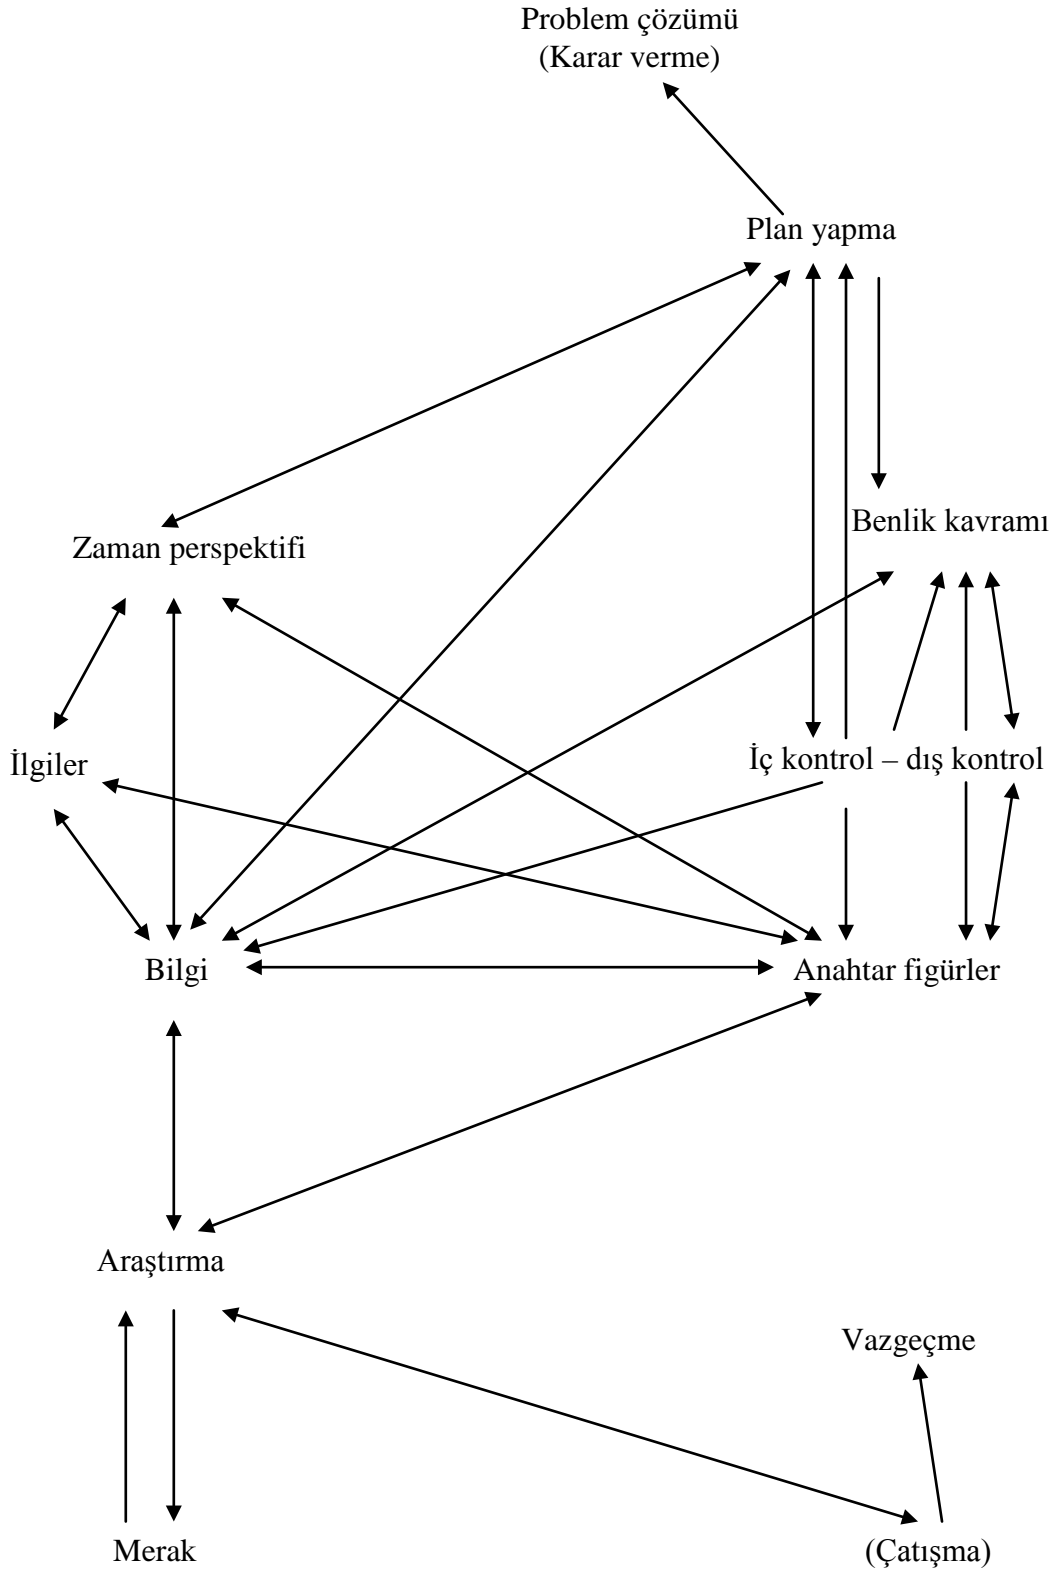 Problem çözümü
(Karar verme)
Plan yapma
Benlik kavramı
Zaman perspektifi
İlgiler
İç kontrol – dış kontrol
Bilgi
Anahtar figürler
Araştırma
Vazgeçme
Merak
(Çatışma)